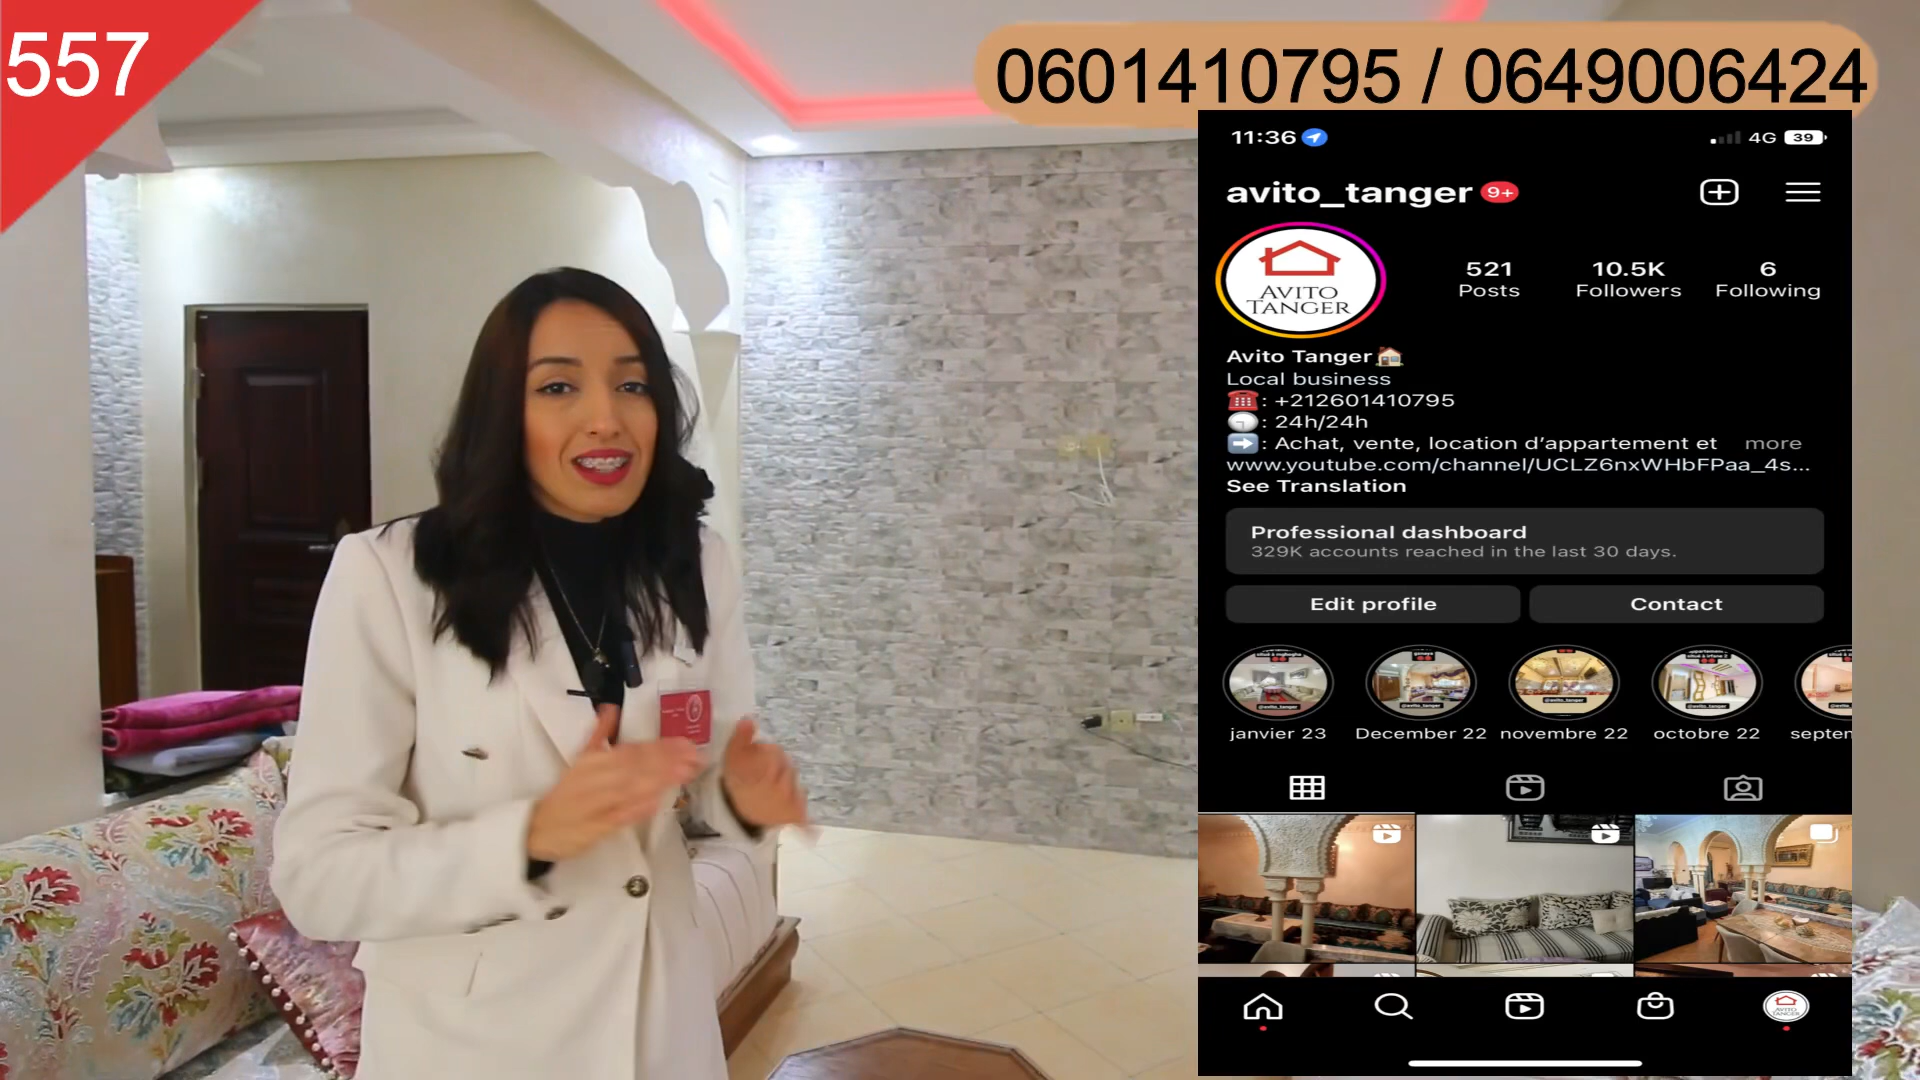 557
0601410795 / 0649006424
11:36
4G 39
avito_tanger 9+
AVITO
TANGER
521
Posts
10.5K
Followers
6
Following
Avito Tanger
Local business
: +212601410795
: 24h/24h
: Achat, vente, location d'appartement et more
www.youtube.com/channel/UCLZ6nxWHbFPaa_4s...
See Translation
Professional dashboard
329K accounts reached in the last 30 days.
Edit profile
Contact
janvier 23
December 22
novembre 22
octobre 22
septen